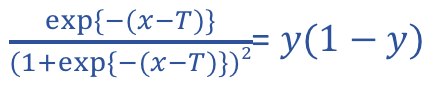 exp{−(x−T)} / (1+exp{−(x−T)})² = y(1 − y)